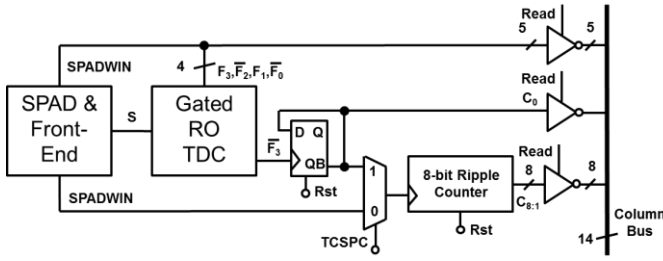 Read
5
5
SPADWIN
4
F3,F̅2,F1,F̅0
Read
C0
SPAD &
Front-
End
S
Gated
RO
TDC
F̅3
D Q
QB
Rst
1
0
8-bit Ripple
Counter
Read
8
8
C8:1
SPADWIN
TCSPC
Rst
Column
Bus
14